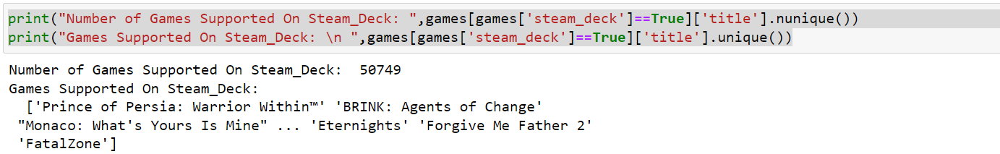 print("Number of Games Supported On Steam_Deck: ",games[games['steam_deck']==True]['title'].nunique())
print("Games Supported On Steam_Deck: \n ",games[games['steam_deck']==True]['title'].unique())
Number of Games Supported On Steam_Deck:  50749
Games Supported On Steam_Deck:
  ['Prince of Persia: Warrior Within™' 'BRINK: Agents of Change'
 "Monaco: What's Yours Is Mine" ... 'Eternights' 'Forgive Me Father 2'
 'FatalZone']